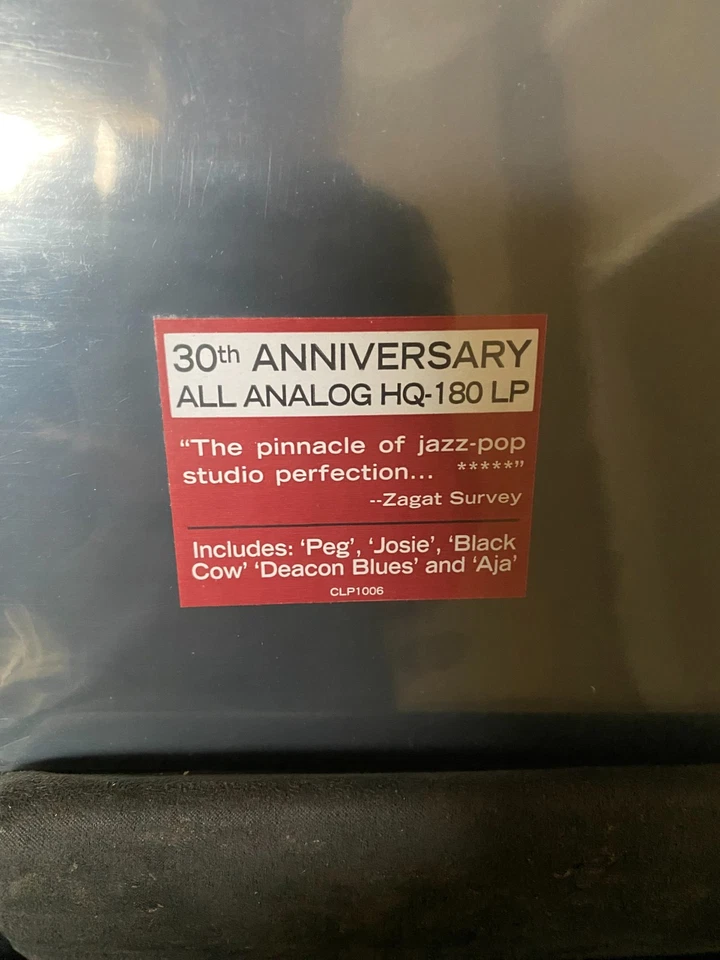 30th ANNIVERSARY
ALL ANALOG HQ-180 LP
“The pinnacle of jazz-pop
studio perfection... *****”
--Zagat Survey
Includes: ‘Peg’, ‘Josie’, ‘Black
Cow’ ‘Deacon Blues’ and ‘Aja’
CLP1006